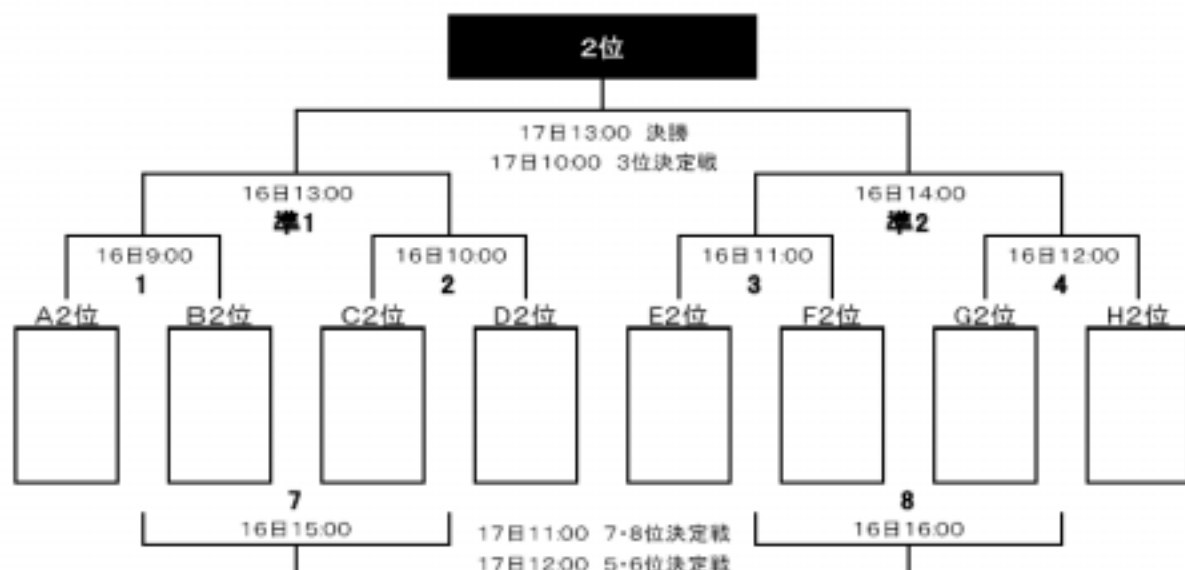 2位
17日13:00 決勝
17日10:00 3位決定戦
16日13:00
準1
16日14:00
準2
16日9:00
1
16日10:00
2
16日11:00
3
16日12:00
4
A2位
B2位
C2位
D2位
E2位
F2位
G2位
H2位
7
16日15:00
8
16日16:00
17日11:00 7・8位決定戦
17日12:00 5・6位決定戦